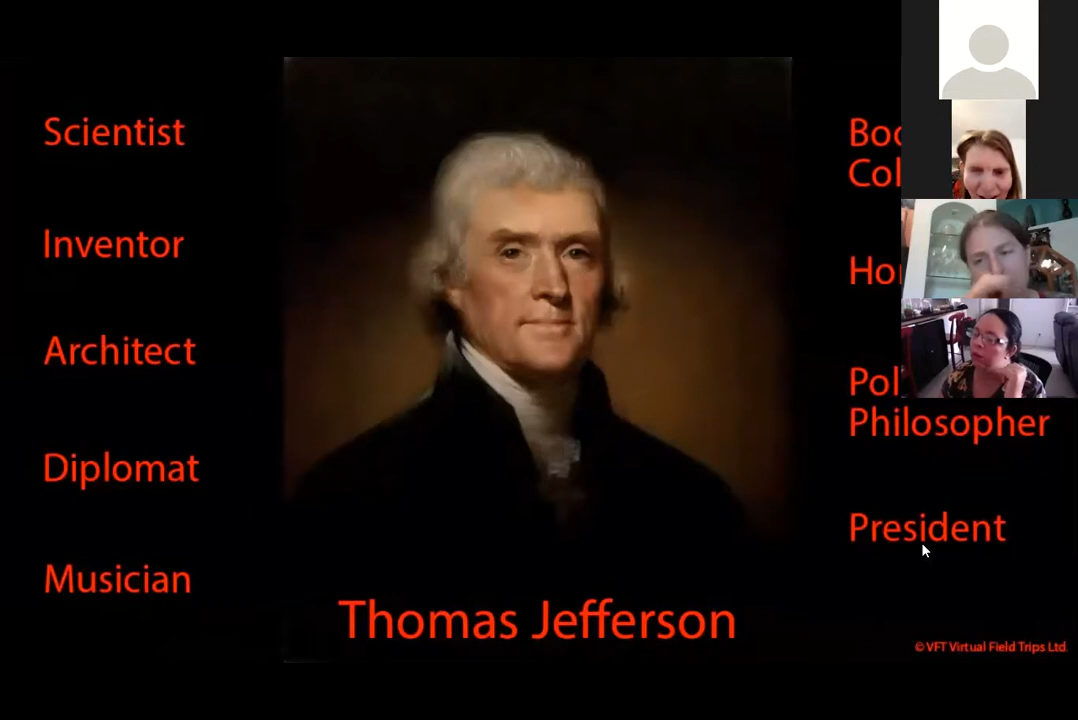 Scientist
Inventor
Architect
Diplomat
Musician
Philosopher
President
Thomas Jefferson
© VFT Virtual Field Trips Ltd.